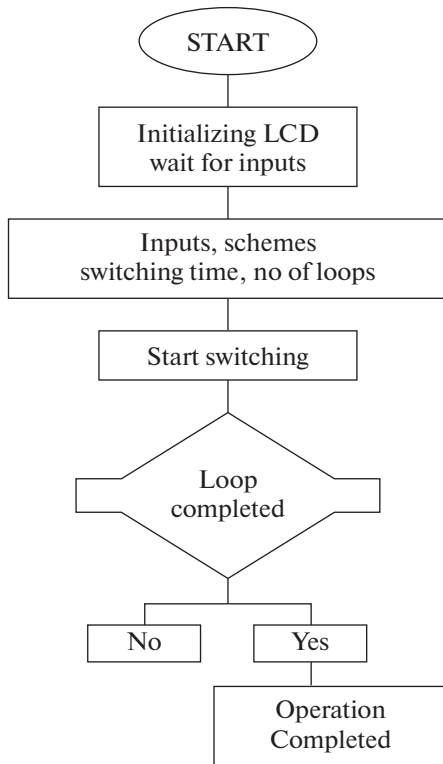 START
Initializing LCD
wait for inputs
Inputs, schemes
switching time, no of loops
Start switching
Loop
completed
No
Yes
Operation
Completed